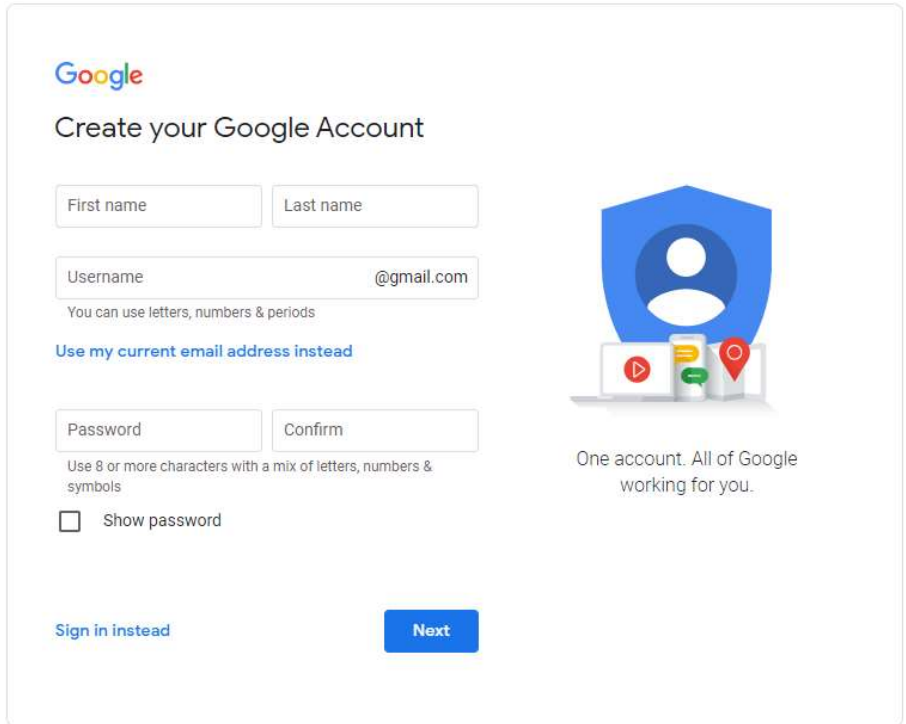 Google
Create your Google Account
First name Last name
Username @gmail.com
You can use letters, numbers & periods
Use my current email address instead
Password Confirm
Use 8 or more characters with a mix of letters, numbers &
symbols
Show password
Sign in instead Next
One account. All of Google
working for you.